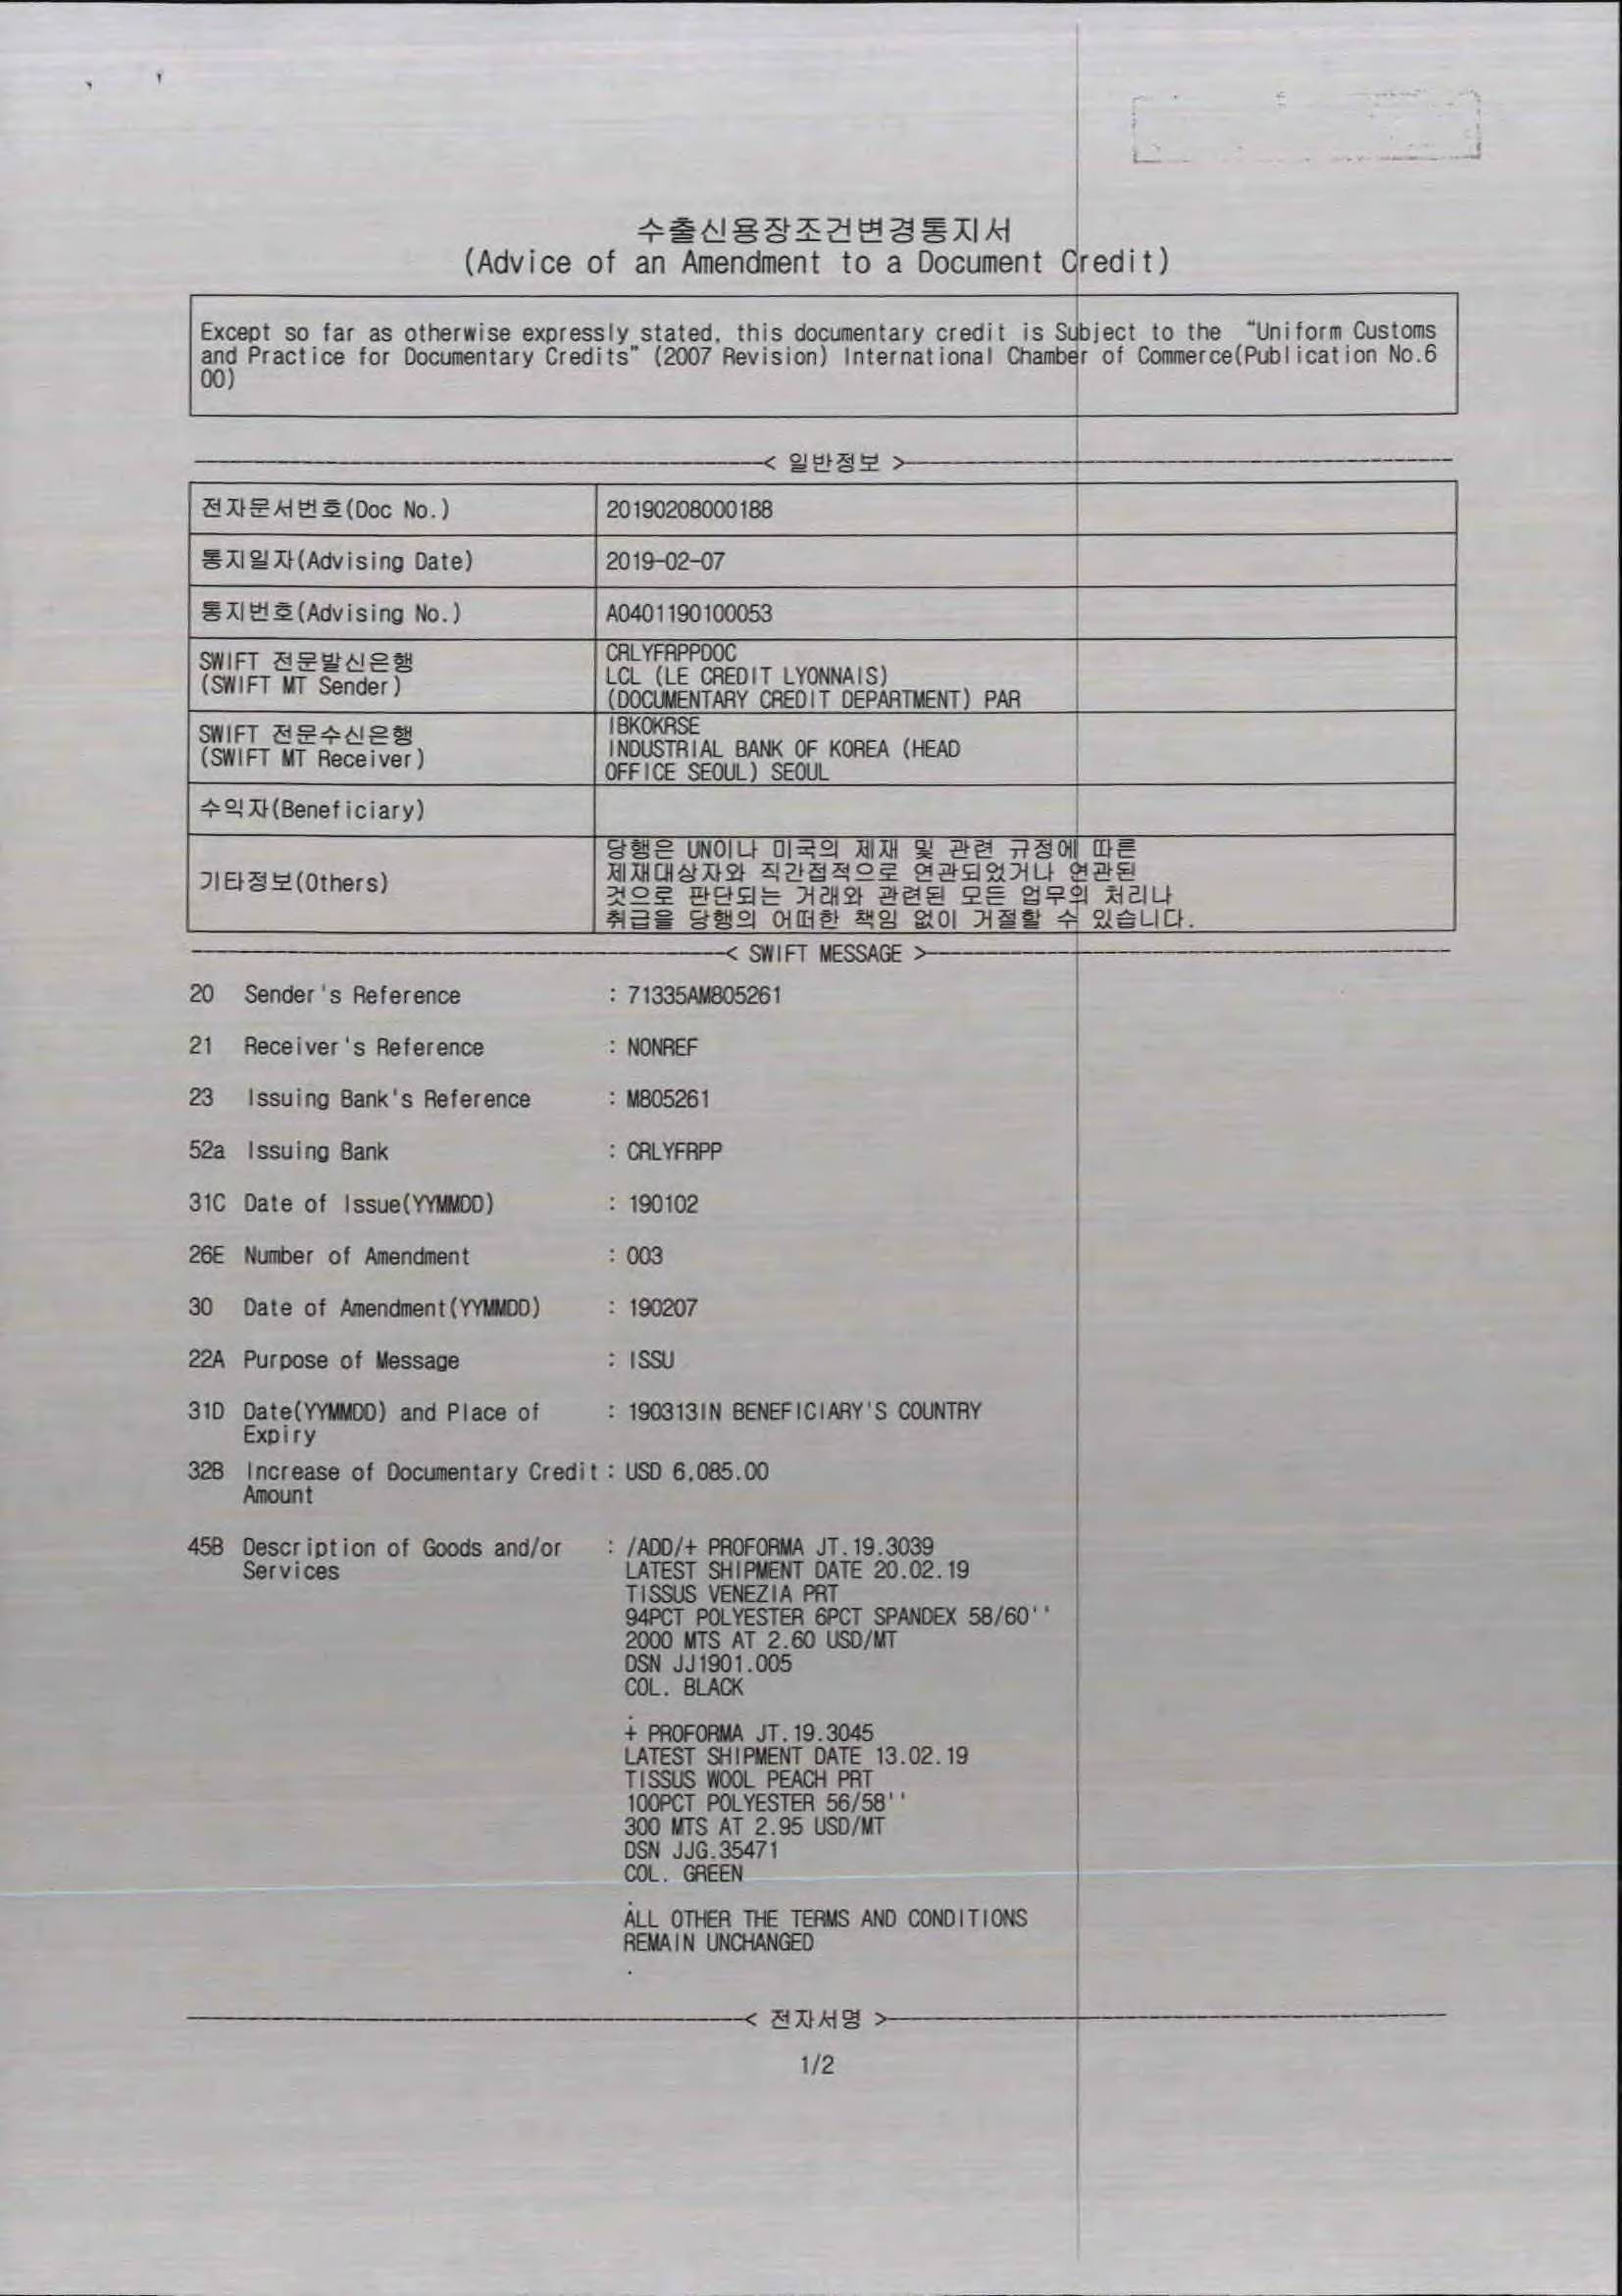 수출신용장조건변경통지서
(Advice of an Amendment to a Document Credit)
Except so far as otherwise expressly stated, this documentary credit is Subject to the "Uniform Customs
and Practice for Documentary Credits" (2007 Revision) International Chamber of Commerce(Publication No.6
00)
< 일반정보 >
전자문서번호(Doc No.) 20190208000188
통지일자(Advising Date) 2019-02-07
통지번호(Advising No.) A0401190100053
SWIFT 전문발신은행
(SWIFT MT Sender)
CRLYFRPPDOC
LCL (LE CREDIT LYONNAIS)
(DOCUMENTARY CREDIT DEPARTMENT) PAR
SWIFT 전문수신은행
(SWIFT MT Receiver)
IBKOKRSE
INDUSTRIAL BANK OF KOREA (HEAD
OFFICE SEOUL) SEOUL
수익자(Beneficiary)
기타정보(Others)
당행은 UN이나 미국의 제재 및 관련 규정에 따른
제재대상자와 직간접적으로 연관되었거나 연관된
것으로 판단되는 거래와 관련된 모든 업무의 처리나
취급을 당행의 어떠한 책임 없이 거절할 수 있습니다.
< SWIFT MESSAGE >
20 Sender's Reference : 71335AM805261
21 Receiver's Reference : NONREF
23 Issuing Bank's Reference : M805261
52a Issuing Bank : CRLYFRPP
31C Date of Issue(YYMMDD) : 190102
26E Number of Amendment : 003
30 Date of Amendment(YYMMDD) : 190207
22A Purpose of Message : ISSU
31D Date(YYMMDD) and Place of : 190313IN BENEFICIARY'S COUNTRY
Expiry
32B Increase of Documentary Credit : USD 6,085.00
Amount
45B Description of Goods and/or : /ADD/+ PROFORMA JT.19.3039
Services LATEST SHIPMENT DATE 20.02.19
TISSUS VENEZIA PRT
94PCT POLYESTER 6PCT SPANDEX 58/60''
2000 MTS AT 2.60 USD/MT
DSN JJ1901.005
COL. BLACK
.
+ PROFORMA JT.19.3045
LATEST SHIPMENT DATE 13.02.19
TISSUS WOOL PEACH PRT
100PCT POLYESTER 56/58''
300 MTS AT 2.95 USD/MT
DSN JJG.35471
COL. GREEN
.
ALL OTHER THE TERMS AND CONDITIONS
REMAIN UNCHANGED
.
< 전자서명 >
1/2